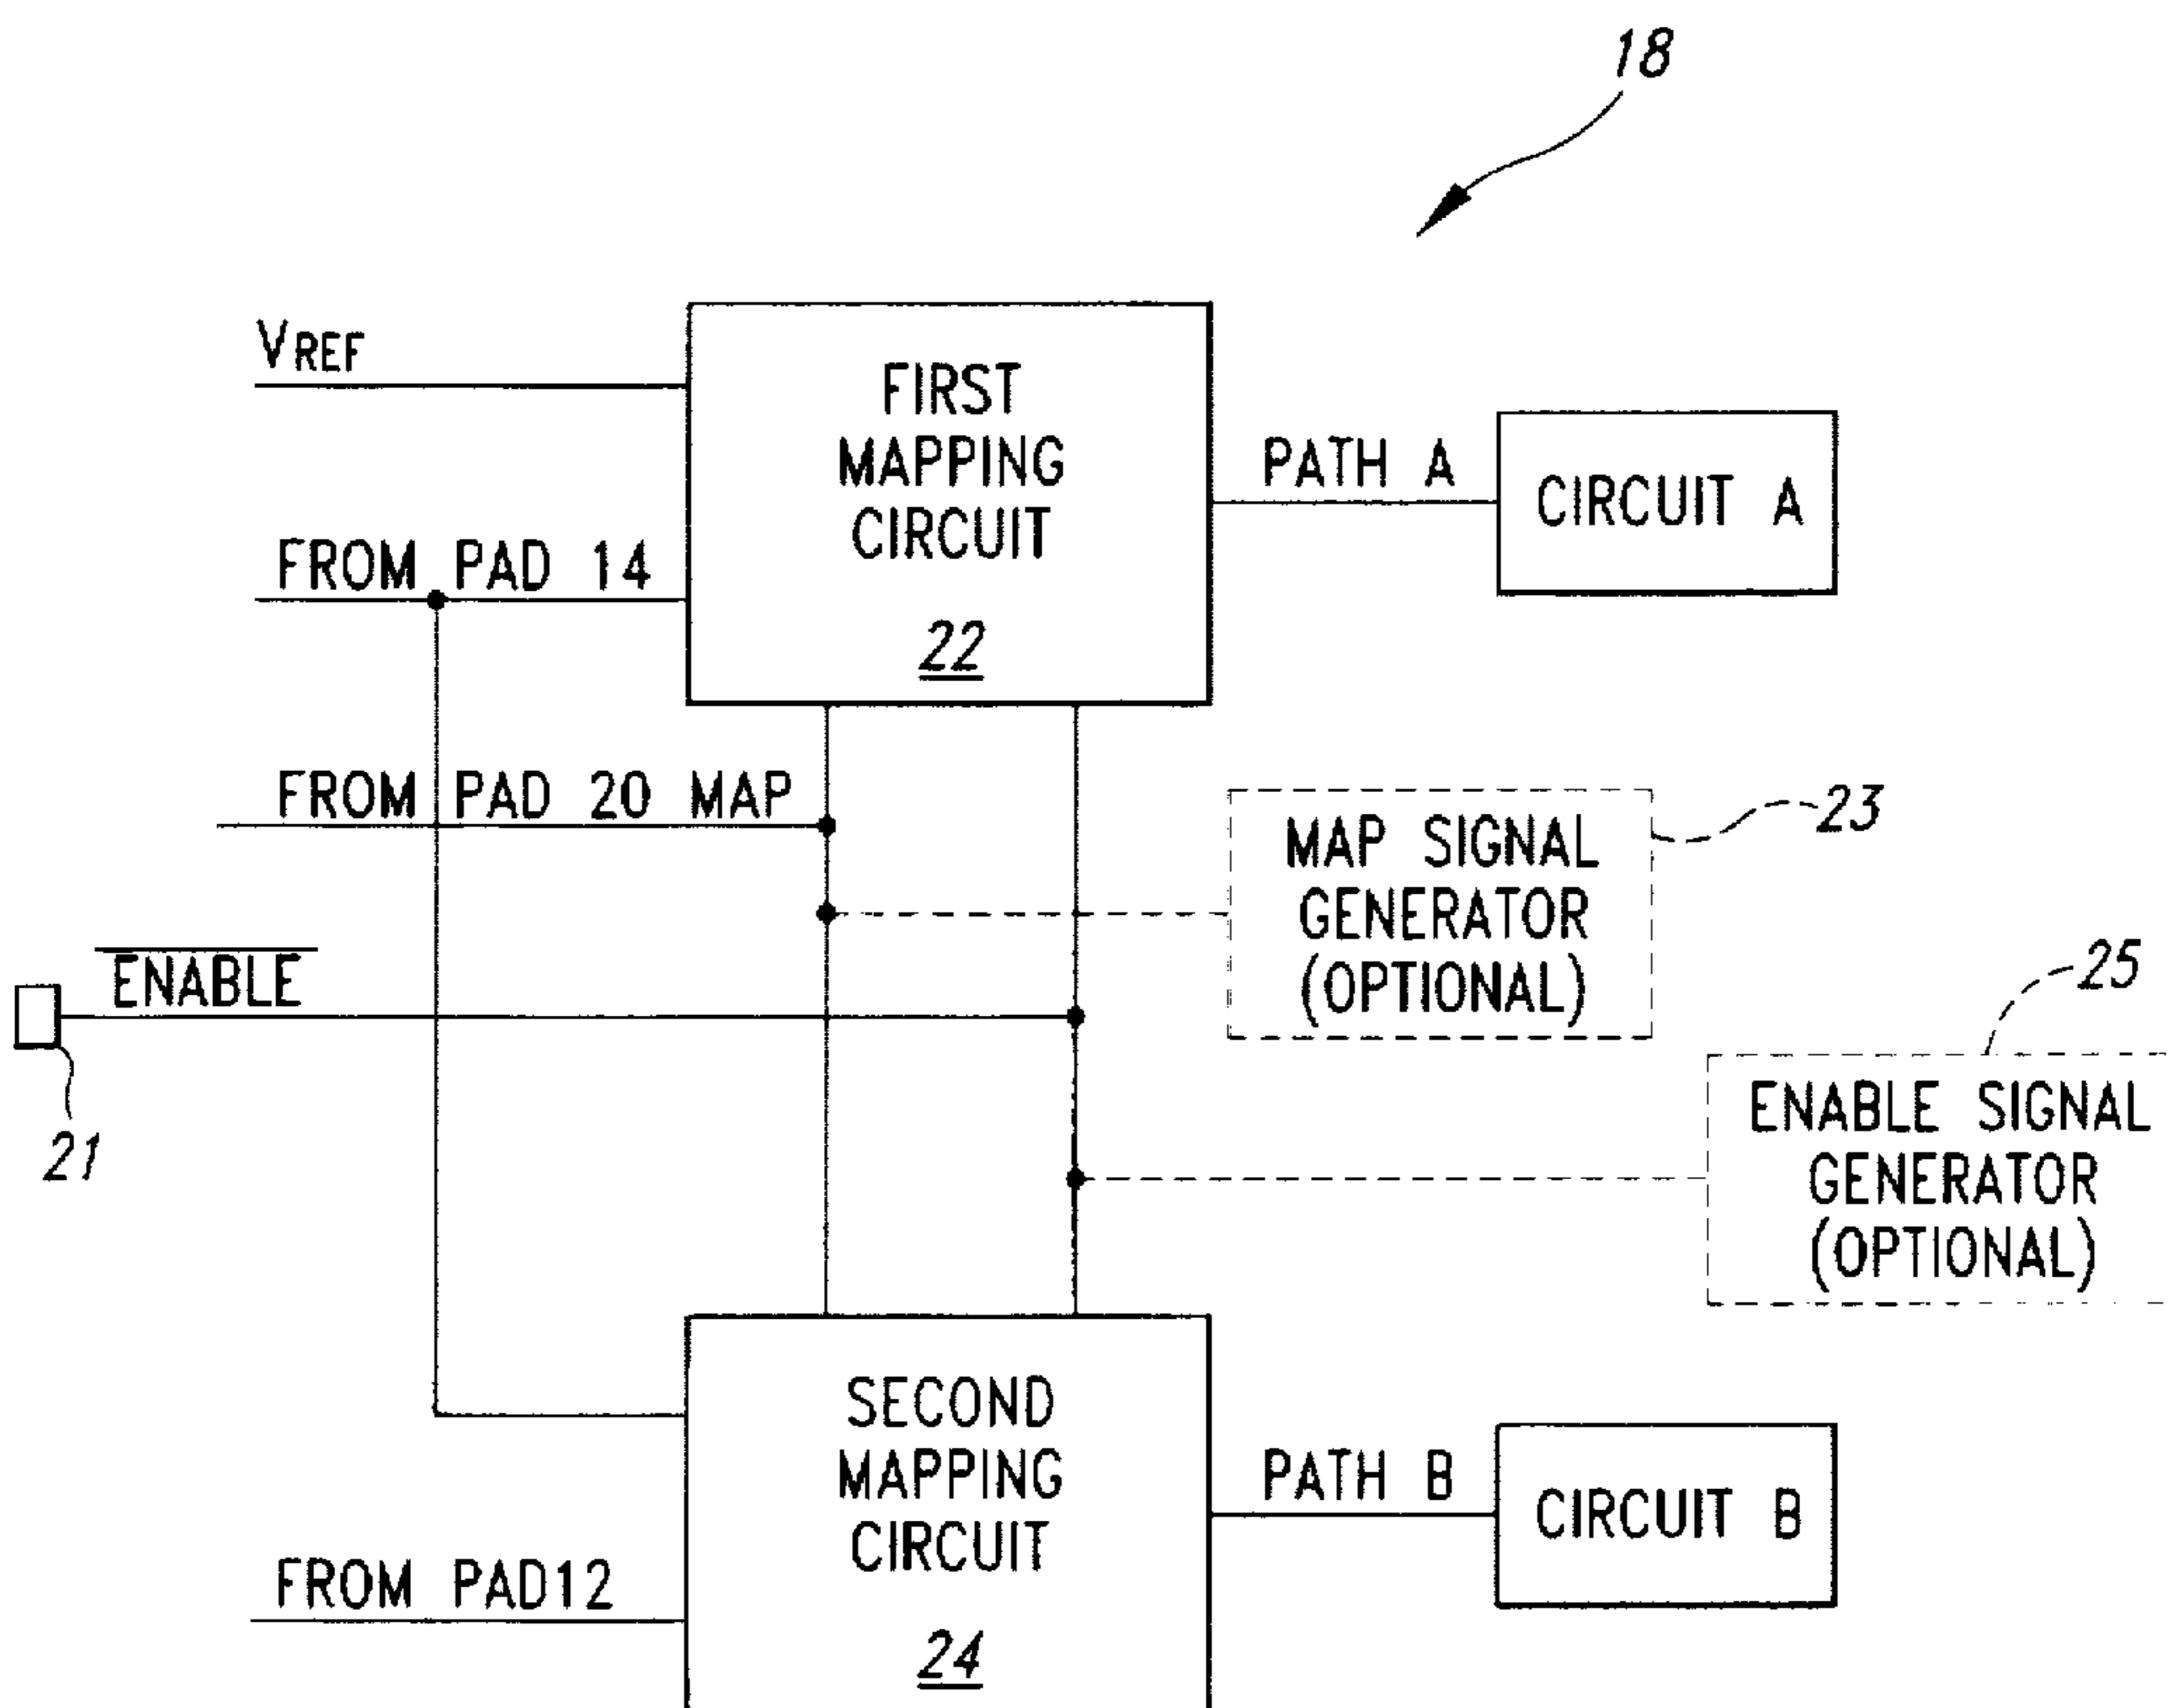 18
VREF
FIRST
MAPPING
CIRCUIT
22
PATH A
CIRCUIT A
FROM PAD 14
FROM PAD 20 MAP
MAP SIGNAL
GENERATOR
(OPTIONAL)
23
ENABLE
21
25
ENABLE SIGNAL
GENERATOR
(OPTIONAL)
SECOND
MAPPING
CIRCUIT
24
PATH B
CIRCUIT B
FROM PAD12